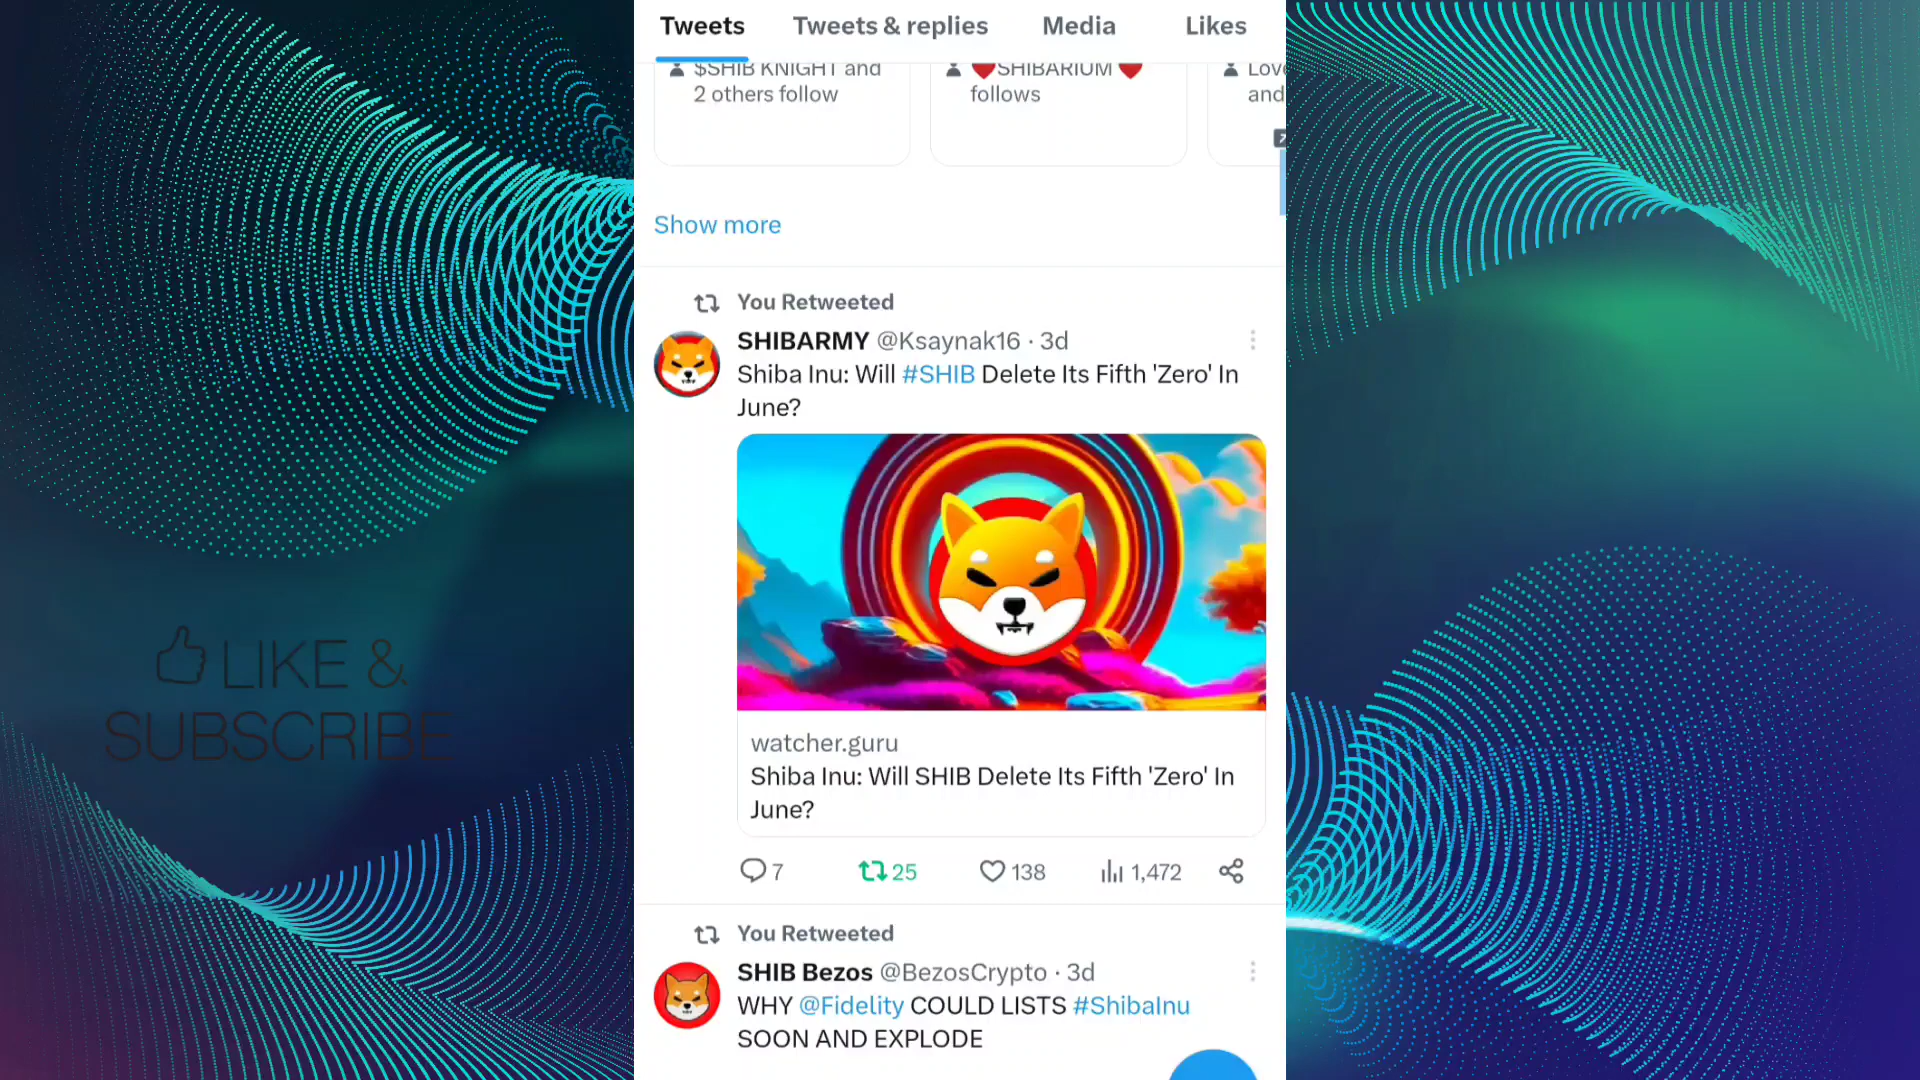 Tweets Tweets & replies Media Likes
$SHIB KNIGHT and
2 others follow
❤️SHIBARIUM ❤️
follows
Love
and
Show more
You Retweeted
SHIBARMY @Ksaynak16 · 3d
Shiba Inu: Will #SHIB Delete Its Fifth 'Zero' In
June?
watcher.guru
Shiba Inu: Will SHIB Delete Its Fifth 'Zero' In
June?
7 25 138 1,472
You Retweeted
SHIB Bezos @BezosCrypto · 3d
WHY @Fidelity COULD LISTS #ShibaInu
SOON AND EXPLODE
LIKE &
SUBSCRIBE